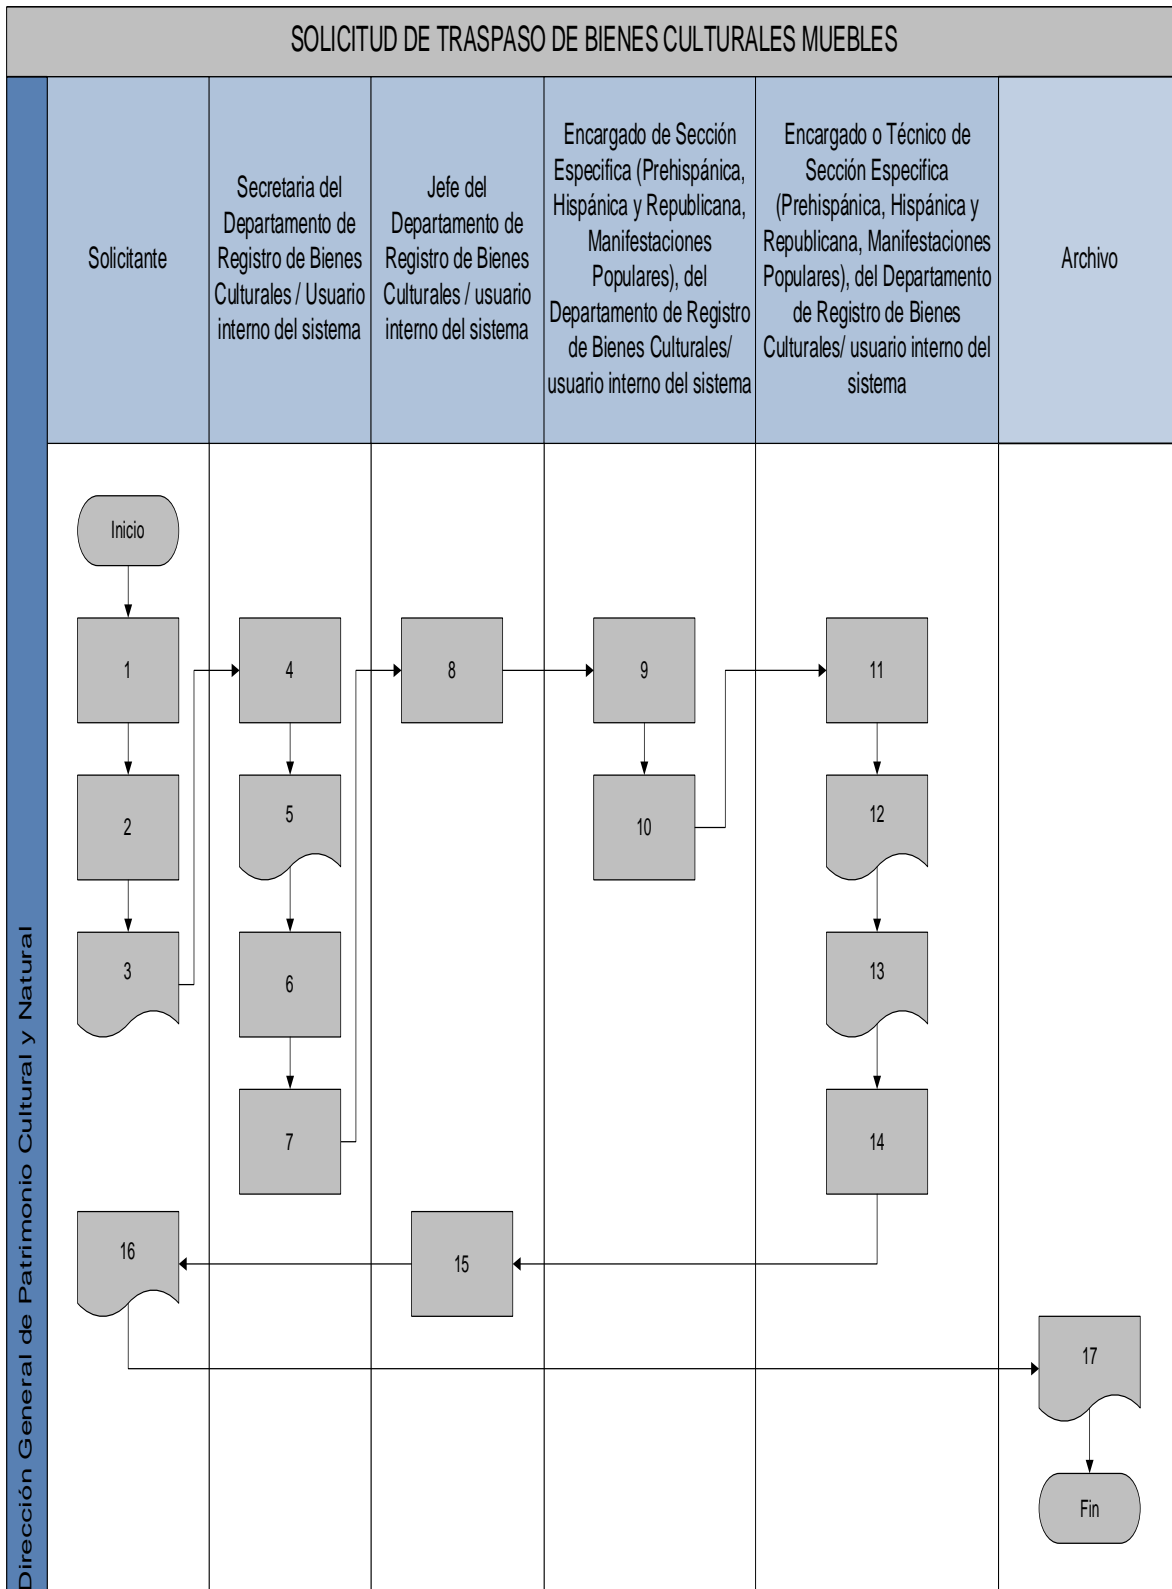 SOLICITUD DE TRASPASO DE BIENES CULTURALES MUEBLES
Dirección General de Patrimonio Cultural y Natural
Solicitante
Secretaria del
Departamento de
Registro de Bienes
Culturales / Usuario
interno del sistema
Jefe del
Departamento de
Registro de Bienes
Culturales / usuario
interno del sistema
Encargado de Sección
Especifica (Prehispánica,
Hispánica y Republicana,
Manifestaciones
Populares), del
Departamento de Registro
de Bienes Culturales/
usuario interno del sistema
Encargado o Técnico de
Sección Especifica
(Prehispánica, Hispánica y
Republicana, Manifestaciones
Populares), del Departamento
de Registro de Bienes
Culturales/ usuario interno del
sistema
Archivo
Inicio
1
2
3
4
5
6
7
8
9
10
11
12
13
14
15
16
17
Fin